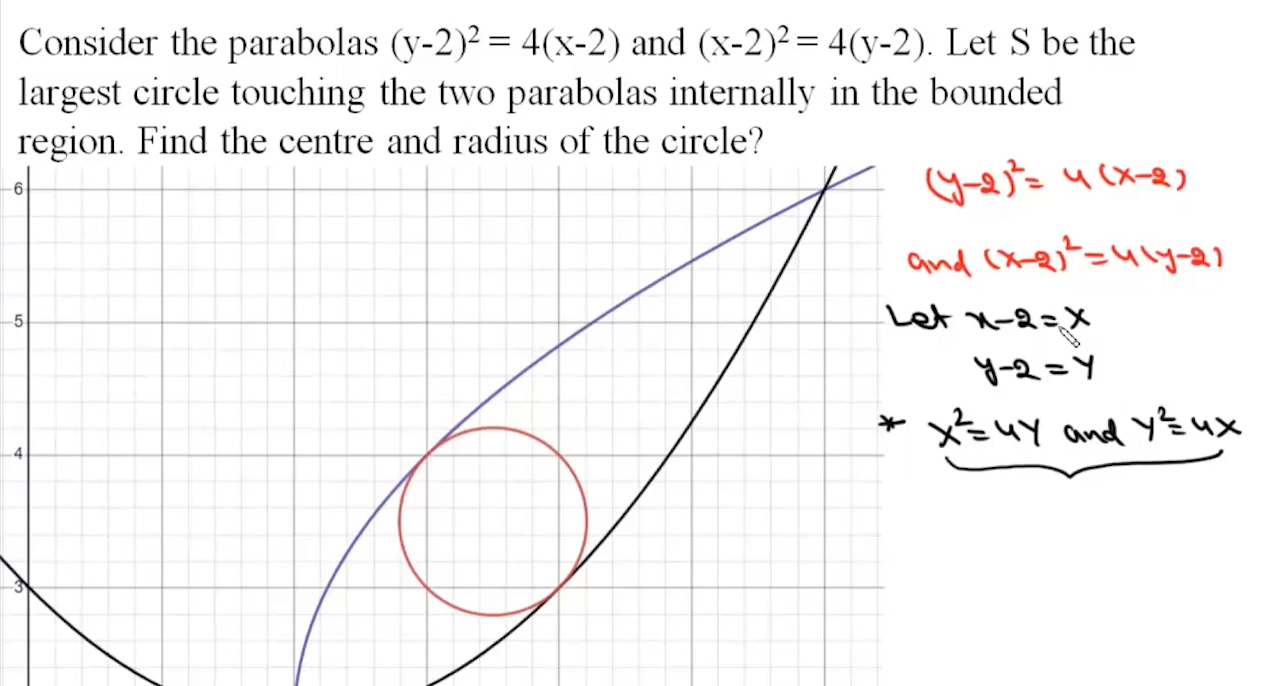 Consider the parabolas (y-2)² = 4(x-2) and (x-2)² = 4(y-2). Let S be the
largest circle touching the two parabolas internally in the bounded
region. Find the centre and radius of the circle?
6
5
4
3
(y-2)² = 4(x-2)
and (x-2)² = 4(y-2)
Let x-2 = X
y-2 = Y
* X² = 4Y and Y² = 4X